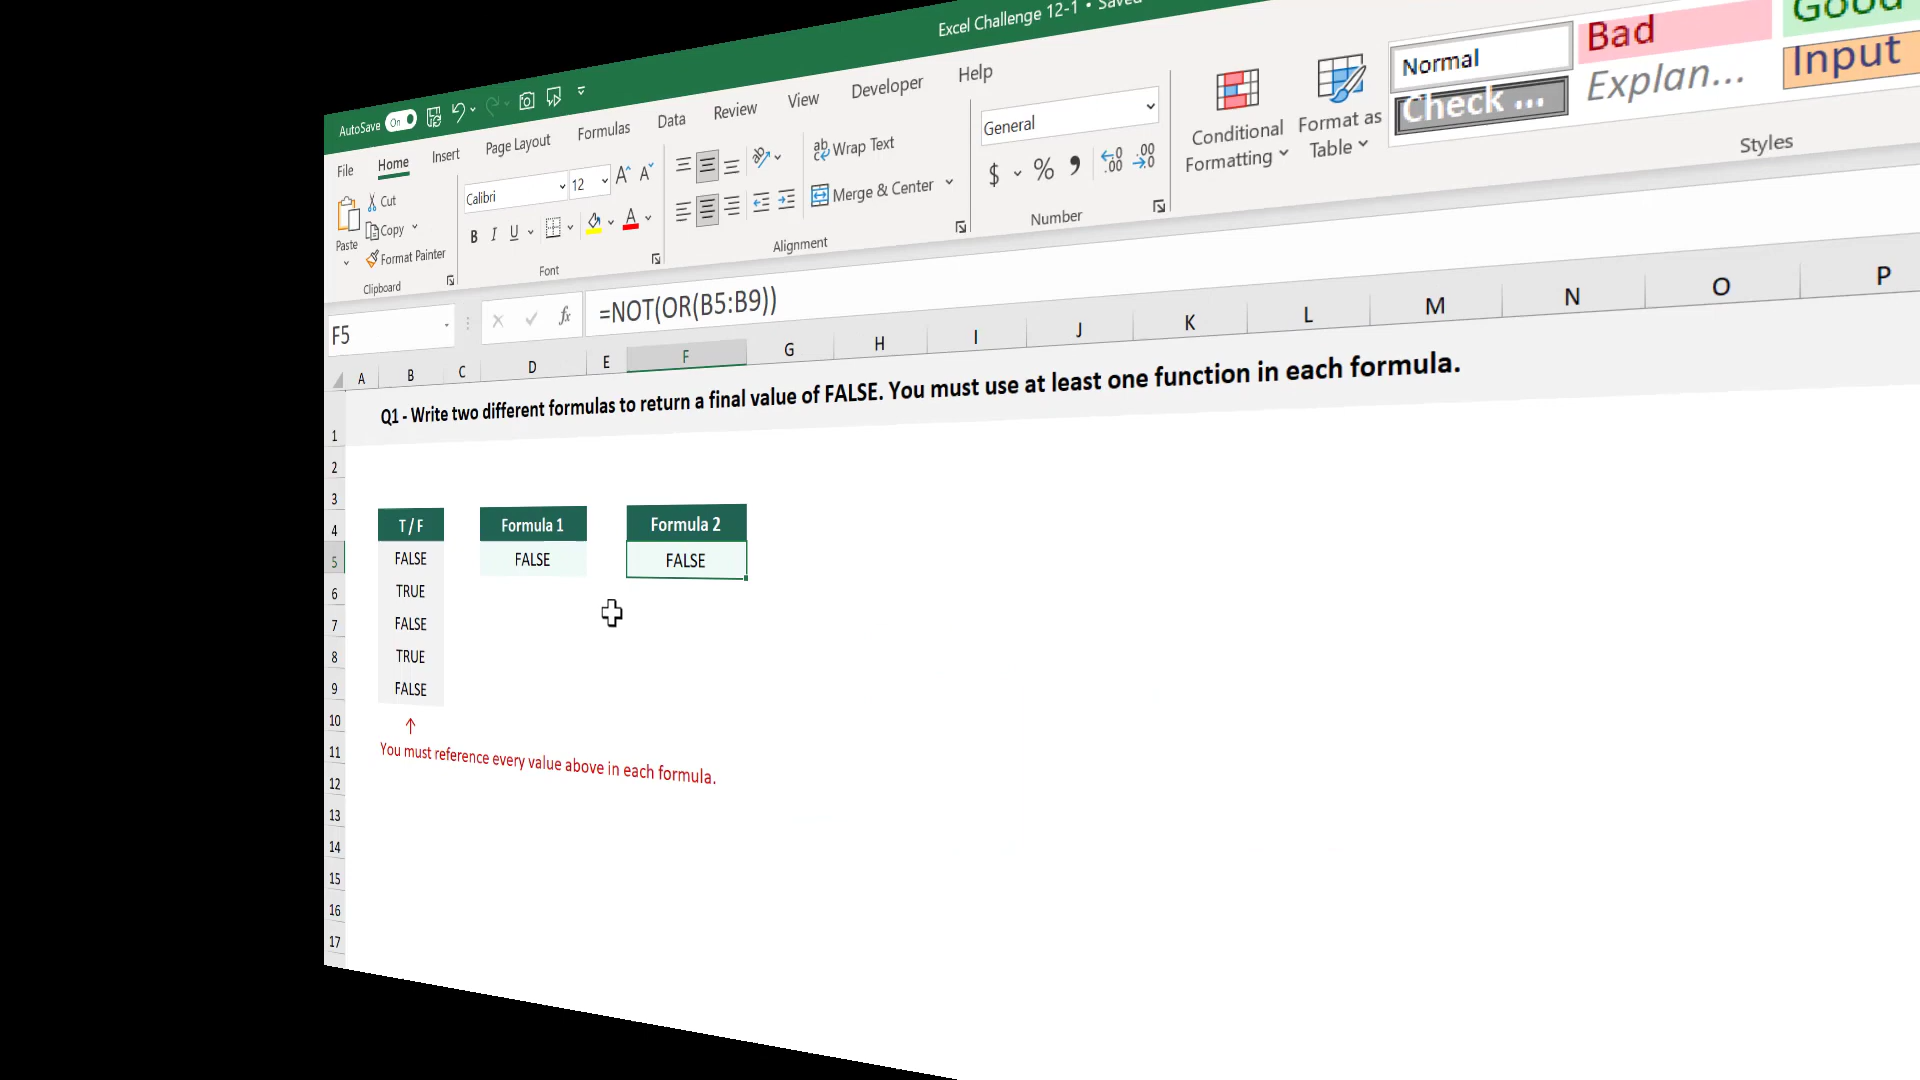 Excel Challenge 12-1 • Saved
AutoSave On
File Home Insert Page Layout Formulas Data Review View Developer Help
Paste
Cut
Copy
Format Painter
Clipboard
Calibri 12
B I U
Font
Wrap Text
Merge & Center
Alignment
General
$ % ,
Number
Conditional
Formatting
Format as
Table
Normal Bad Good
Check ... Explan... Input
Styles
F5 fx =NOT(OR(B5:B9))
A B C D E F G H I J K L M N O P
1 Q1 - Write two different formulas to return a final value of FALSE. You must use at least one function in each formula.
2
3
4 T / F Formula 1 Formula 2
5 FALSE FALSE FALSE
6 TRUE
7 FALSE
8 TRUE
9 FALSE
10 ↑
11 You must reference every value above in each formula.
12
13
14
15
16
17